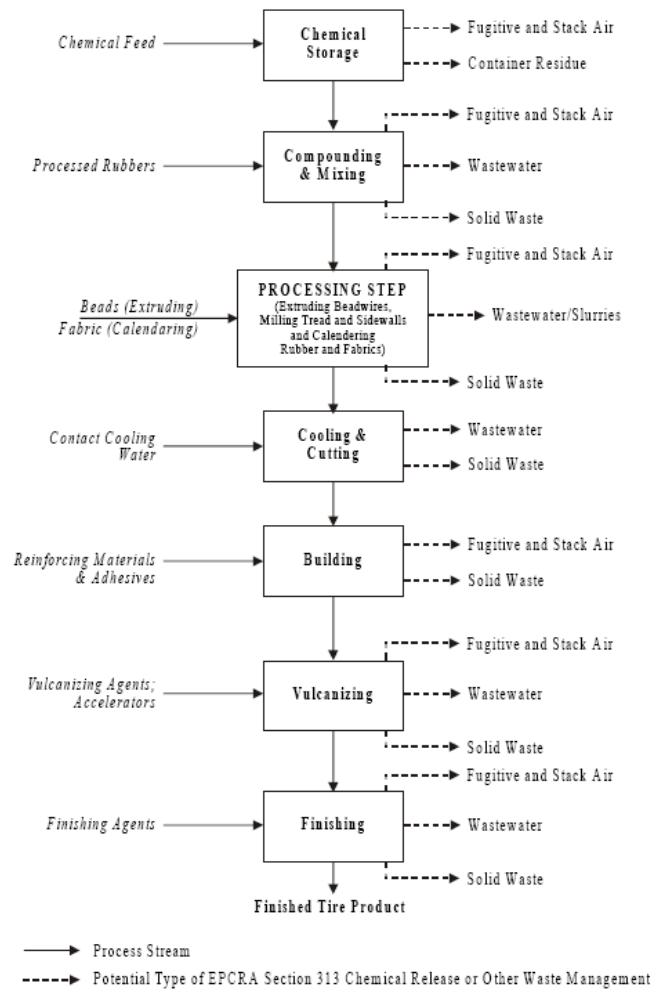 Chemical Feed
Chemical
Storage
Fugitive and Stack Air
Container Residue
Processed Rubbers
Compounding
& Mixing
Fugitive and Stack Air
Wastewater
Solid Waste
Beads (Extruding)
Fabric (Calendaring)
PROCESSING STEP
(Extruding Beadwires,
Milling Tread and Sidewalls
and Calendering
Rubber and Fabrics)
Fugitive and Stack Air
Wastewater/Slurries
Solid Waste
Contact Cooling
Water
Cooling &
Cutting
Wastewater
Solid Waste
Reinforcing Materials
& Adhesives
Building
Fugitive and Stack Air
Solid Waste
Vulcanizing Agents;
Accelerators
Vulcanizing
Fugitive and Stack Air
Wastewater
Solid Waste
Finishing Agents
Finishing
Fugitive and Stack Air
Wastewater
Solid Waste
Finished Tire Product
Process Stream
Potential Type of EPCRA Section 313 Chemical Release or Other Waste Management